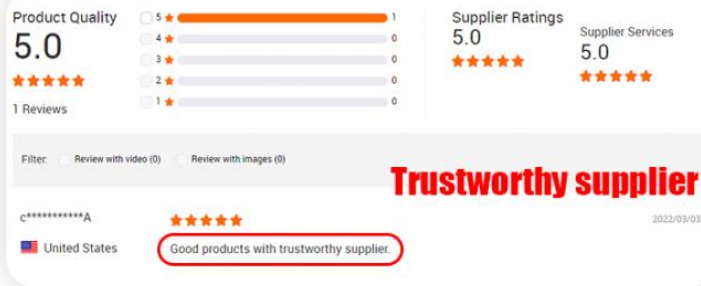 Product Quality
5.0
1 Reviews
5 1
4 0
3 0
2 0
1 0
Supplier Ratings
5.0
Supplier Services
5.0
Filter: Review with video (0) Review with images (0)
Trustworthy supplier
c***********A 2022/03/03
United States Good products with trustworthy supplier.